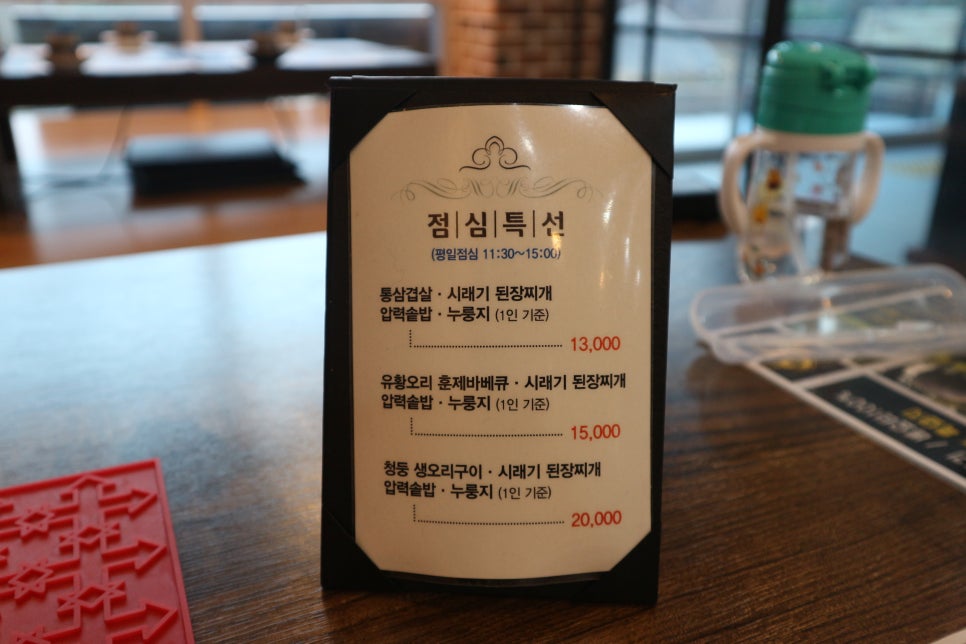 점|심|특|선
(평일점심 11:30~15:00)
통삼겹살 · 시래기 된장찌개
압력솥밥 · 누룽지 (1인 기준)
13,000
유황오리 훈제바베큐 · 시래기 된장찌개
압력솥밥 · 누룽지 (1인 기준)
15,000
청둥 생오리구이 · 시래기 된장찌개
압력솥밥 · 누룽지 (1인 기준)
20,000